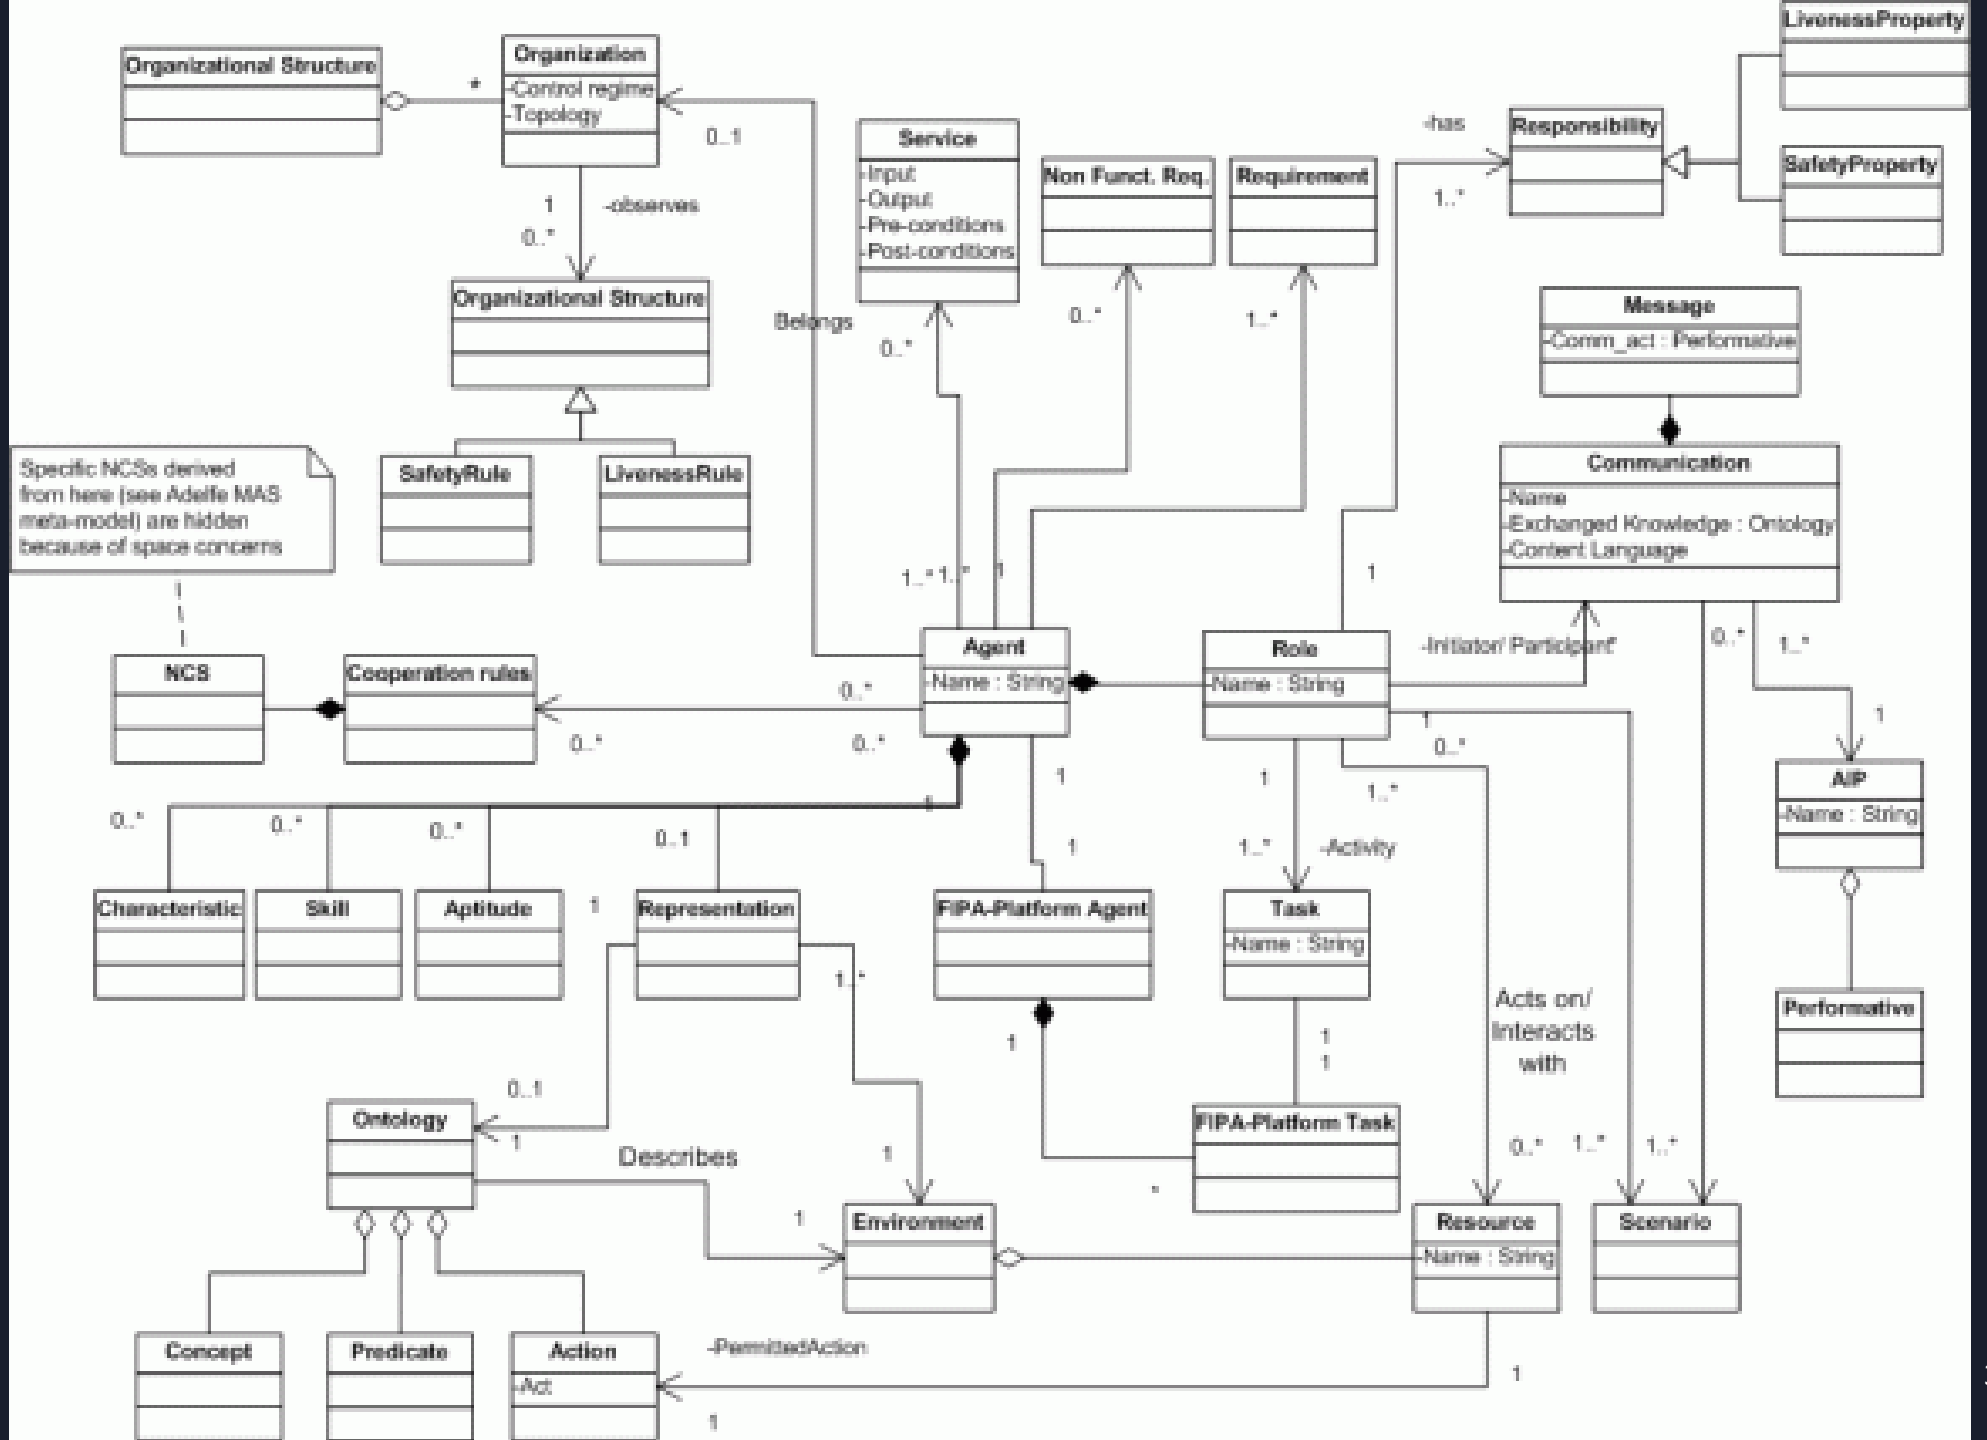 LivenessProperty
Organizational Structure
*
Organization
-Control regime
-Topology
0..1
Service
-Input
-Output
-Pre-conditions
-Post-conditions
Non Funct. Req.
Requirement
-has
1..*
Responsibility
SafetyProperty
1
-observes
0..*
Organizational Structure
Belongs
0..*
0..*
1..*
Message
-Comm_act : Performative
SafetyRule
LivenessRule
Specific NCSs derived
from here (see Adelfe MAS
meta-model) are hidden
because of space concerns
Communication
-Name
-Exchanged Knowledge : Ontology
-Content Language
1..*
1..*
1
1
NCS
Cooperation rules
0..*
0..*
0..*
Agent
-Name : String
Role
-Name : String
-Initiator/ Participant*
0..*
1..*
1
1
0..*
1
AIP
-Name : String
0..*
0..*
0..*
0..1
1
1
1
1
1..*
1..*
-Activity
Characteristic
Skill
Aptitude
1
Representation
1..*
FIPA-Platform Agent
Task
-Name : String
Performative
1
1
1
Acts on/
Interacts
with
0..1
Ontology
1
Describes
1
1
FIPA-Platform Task
*
0..*
1..*
1..*
Environment
Resource
-Name : String
Scenario
Concept
Predicate
Action
-Act
-PermittedAction
1
1